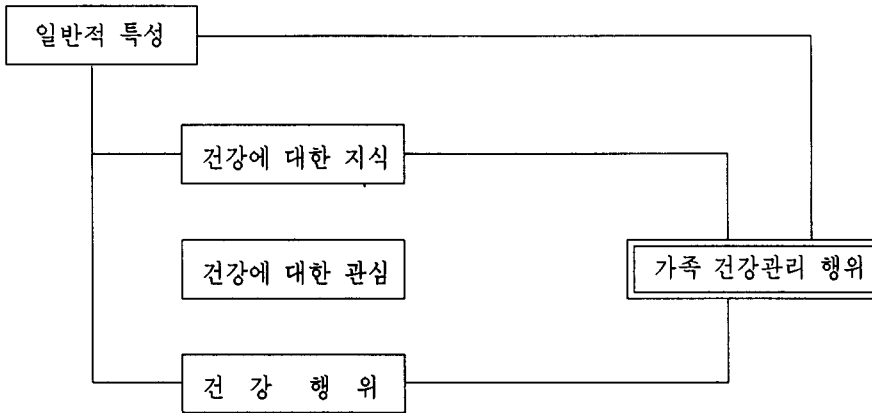 일반적 특성
건강에 대한 지식
건강에 대한 관심
가족 건강관리 행위
건 강 행 위